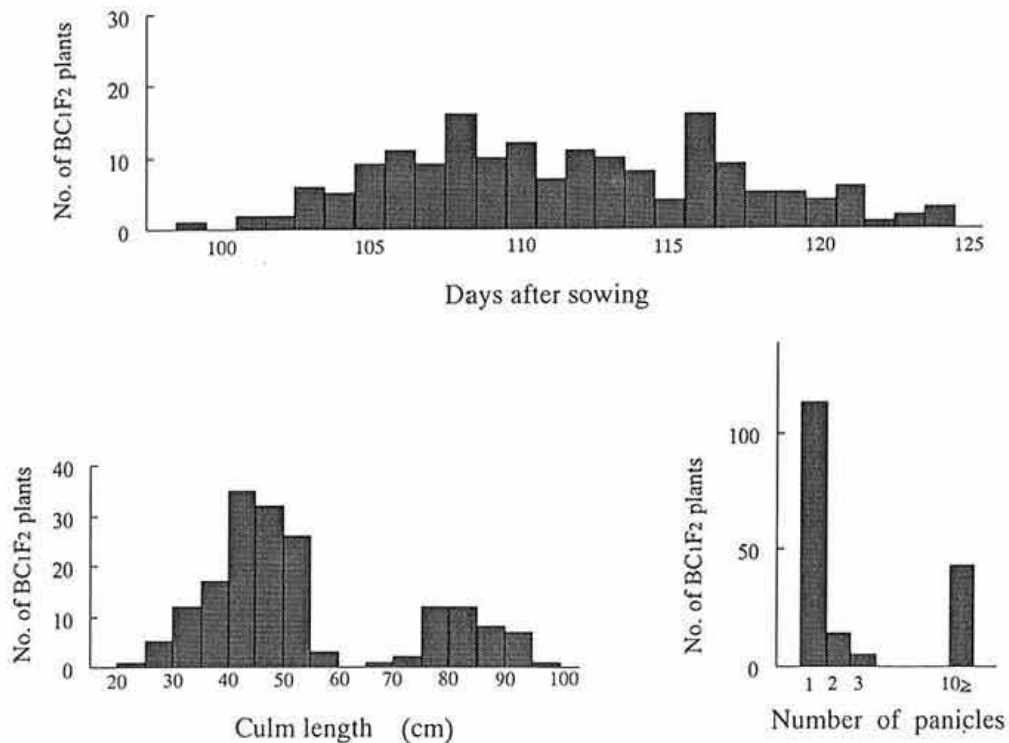 30
20
10
0
No. of BC1F2 plants
100 105 110 115 120 125
Days after sowing
40
30
20
10
0
No. of BC1F2 plants
20 30 40 50 60 70 80 90 100
Culm length (cm)
100
50
0
No. of BC1F2 plants
1 2 3 10≥
Number of panicles